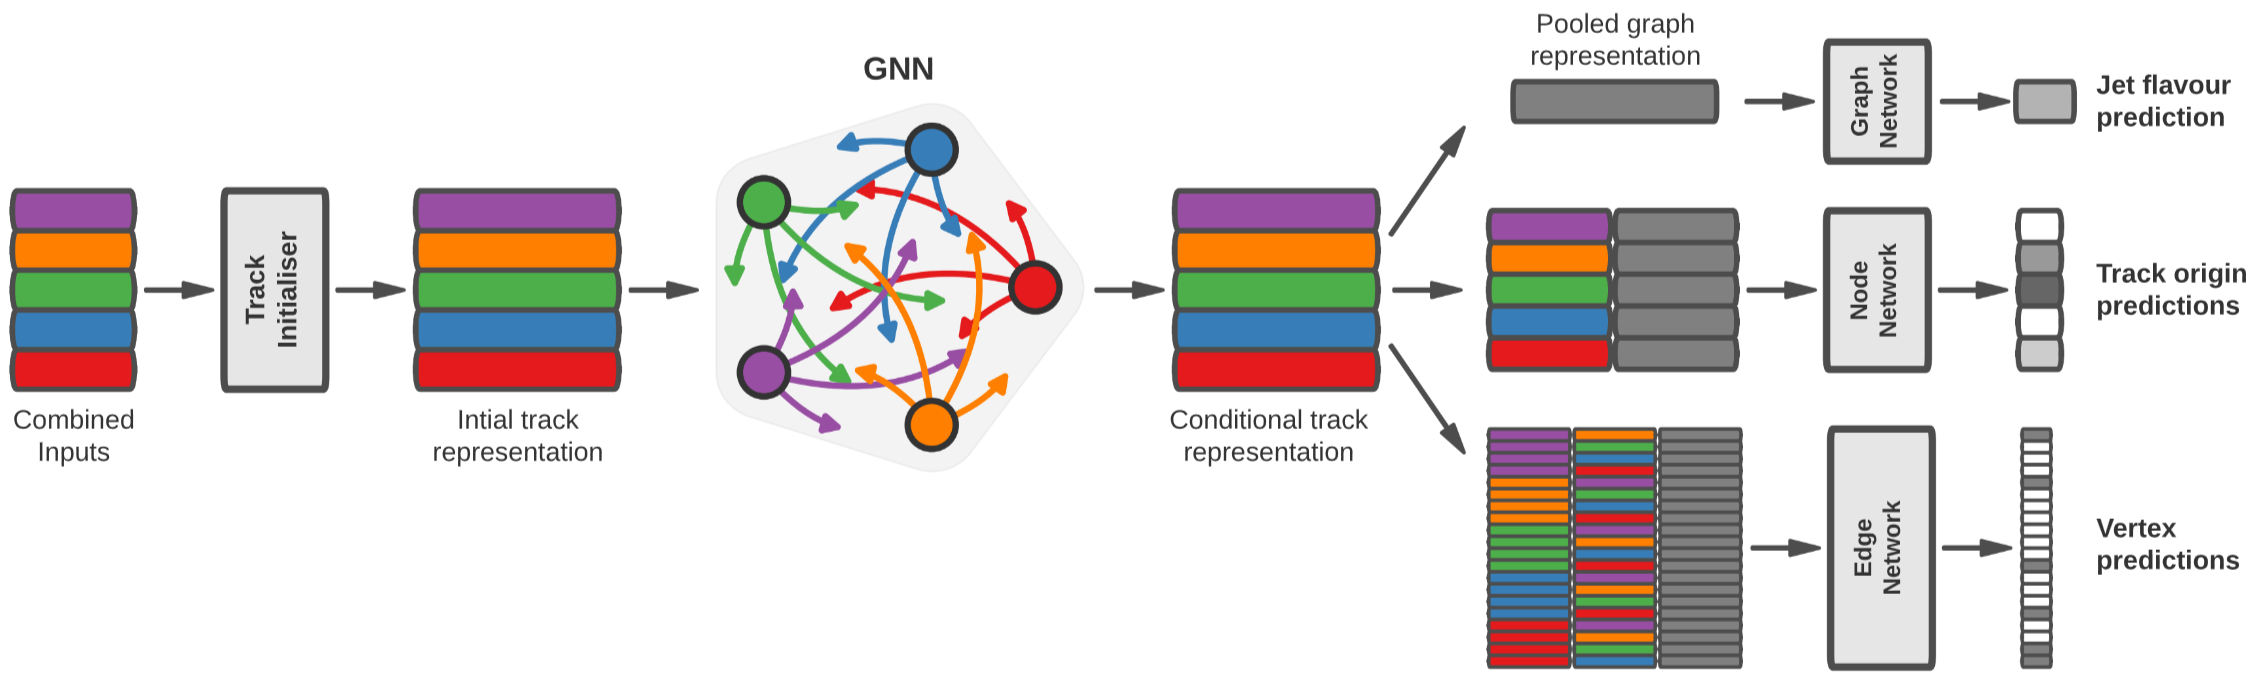 Combined
Inputs
Track
Initialiser
Intial track
representation
GNN
Conditional track
representation
Pooled graph
representation
Graph
Network
Jet flavour
prediction
Node
Network
Track origin
predictions
Edge
Network
Vertex
predictions